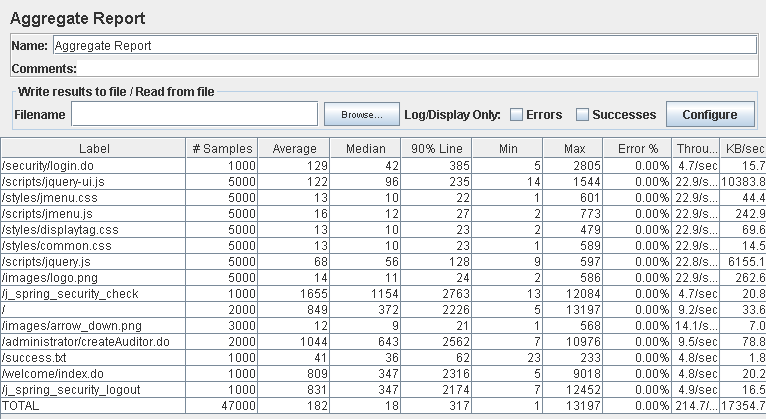 Aggregate Report
Name: Aggregate Report
Comments:
Write results to file / Read from file
Filename Browse... Log/Display Only: Errors Successes Configure
Label # Samples Average Median 90% Line Min Max Error % Throu... KB/sec
/security/login.do 1000 129 42 385 5 2805 0.00% 4.7/sec 15.7
/scripts/jquery-ui.js 5000 122 96 235 14 1544 0.00% 22.9/s... 10383.8
/styles/jmenu.css 5000 13 10 22 1 601 0.00% 22.9/s... 44.4
/scripts/jmenu.js 5000 16 12 27 2 773 0.00% 22.9/s... 242.9
/styles/displaytag.css 5000 13 10 23 2 479 0.00% 22.9/s... 69.6
/styles/common.css 5000 13 10 23 1 589 0.00% 22.9/s... 14.5
/scripts/jquery.js 5000 68 56 128 9 597 0.00% 22.8/s... 6155.1
/images/logo.png 5000 14 11 24 2 586 0.00% 22.9/s... 262.6
/j_spring_security_check 1000 1655 1154 2763 13 12084 0.00% 4.7/sec 20.8
/ 2000 849 372 2226 5 13197 0.00% 9.2/sec 33.6
/images/arrow_down.png 3000 12 9 21 1 568 0.00% 14.1/s... 7.0
/administrator/createAuditor.do 2000 1044 643 2562 7 10976 0.00% 9.5/sec 78.8
/success.txt 1000 41 36 62 23 233 0.00% 4.8/sec 1.8
/welcome/index.do 1000 809 347 2316 5 9018 0.00% 4.8/sec 20.2
/j_spring_security_logout 1000 831 347 2174 7 12452 0.00% 4.9/sec 16.5
TOTAL 47000 182 18 317 1 13197 0.00% 214.7/... 17354.7